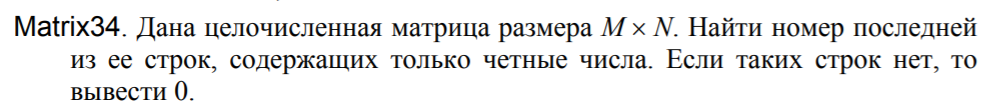 Matrix34. Дана целочисленная матрица размера M × N. Найти номер последней
из ее строк, содержащих только четные числа. Если таких строк нет, то
вывести 0.